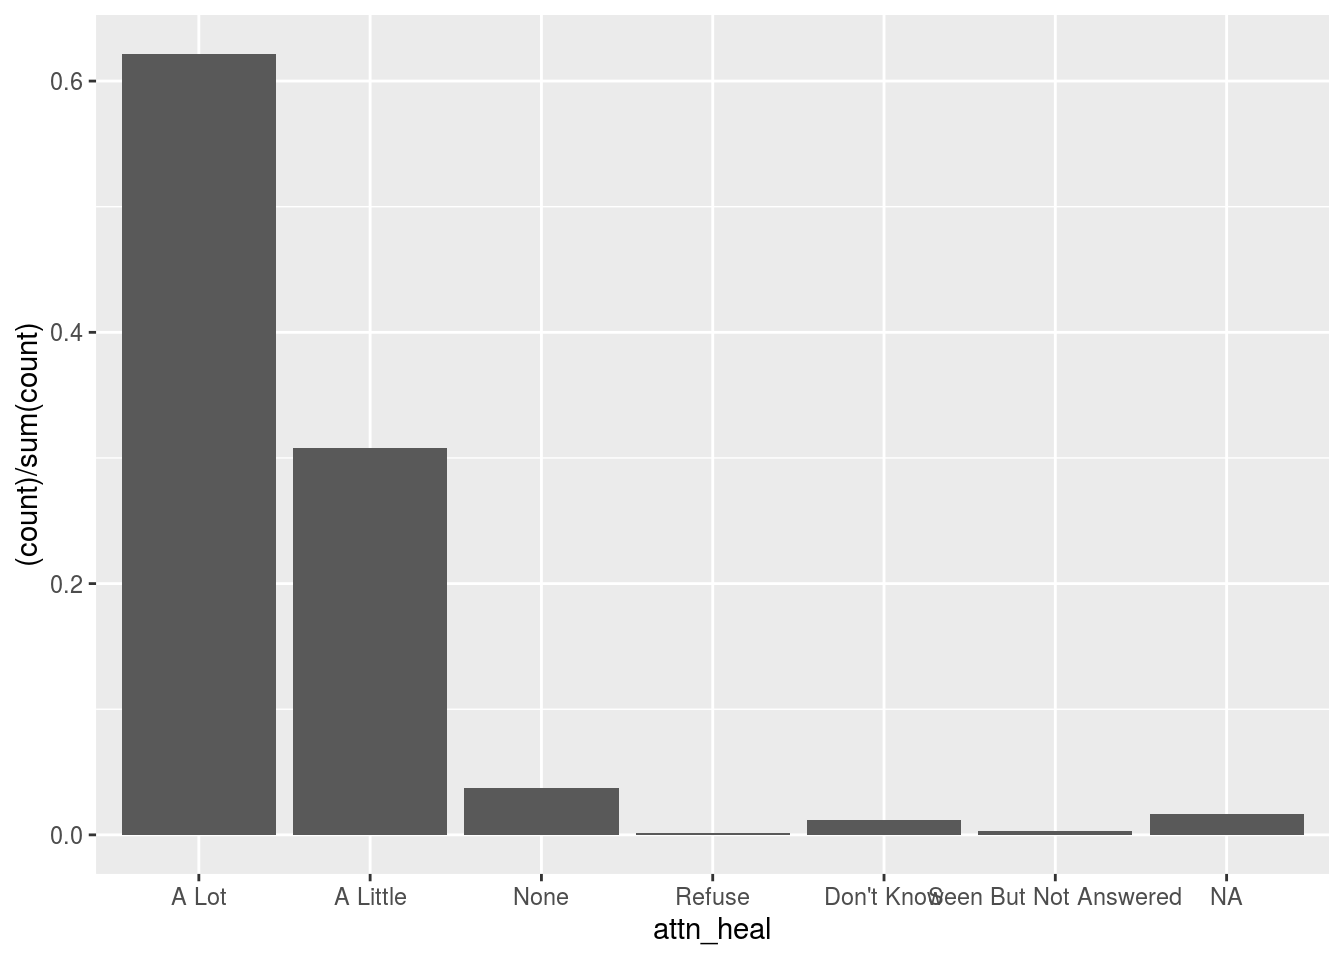 (count)/sum(count)
0.6
0.4
0.2
0.0
A Lot
A Little
None
Refuse
Don't Know
Seen But Not Answered
NA
attn_heal